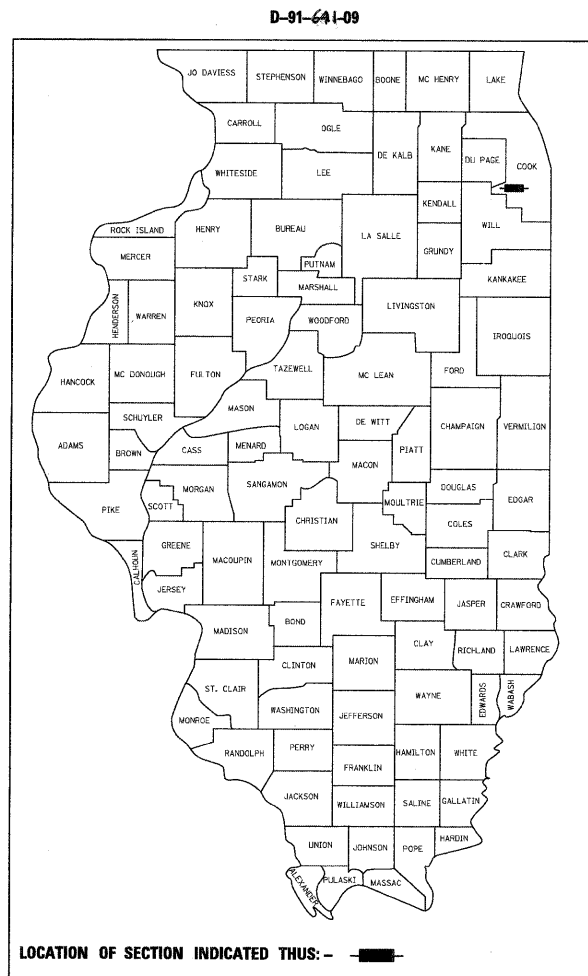 D-91-641-09
JO DAVIESS STEPHENSON WINNEBAGO BOONE MC HENRY LAKE
CARROLL OGLE DE KALB KANE DU PAGE COOK
WHITESIDE LEE
KENDALL WILL
ROCK ISLAND HENRY BUREAU LA SALLE GRUNDY
MERCER PUTNAM
STARK MARSHALL KANKAKEE
HENDERSON WARREN KNOX PEORIA WOODFORD LIVINGSTON IROQUOIS
HANCOCK MC DONOUGH FULTON TAZEWELL MC LEAN FORD
SCHUYLER MASON LOGAN DE WITT CHAMPAIGN VERMILION
ADAMS BROWN CASS MENARD PIATT
MACON
PIKE SCOTT MORGAN SANGAMON MOULTRIE DOUGLAS EDGAR
CHRISTIAN COLES
CALHOUN GREENE MACOUPIN MONTGOMERY SHELBY CUMBERLAND CLARK
JERSEY FAYETTE EFFINGHAM JASPER CRAWFORD
MADISON BOND
CLAY RICHLAND LAWRENCE
CLINTON MARION
ST. CLAIR WAYNE EDWARDS WABASH
MONROE WASHINGTON JEFFERSON
RANDOLPH PERRY HAMILTON WHITE
FRANKLIN
JACKSON WILLIAMSON SALINE GALLATIN
UNION JOHNSON POPE HARDIN
ALEXANDER PULASKI MASSAC
LOCATION OF SECTION INDICATED THUS: -